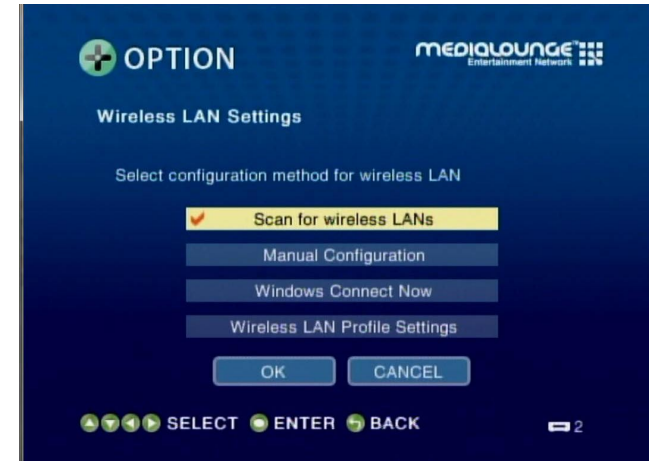 OPTION
MEDIALOUNGE™
Entertainment Network
Wireless LAN Settings
Select configuration method for wireless LAN
Scan for wireless LANs
Manual Configuration
Windows Connect Now
Wireless LAN Profile Settings
OK CANCEL
SELECT ENTER BACK 2